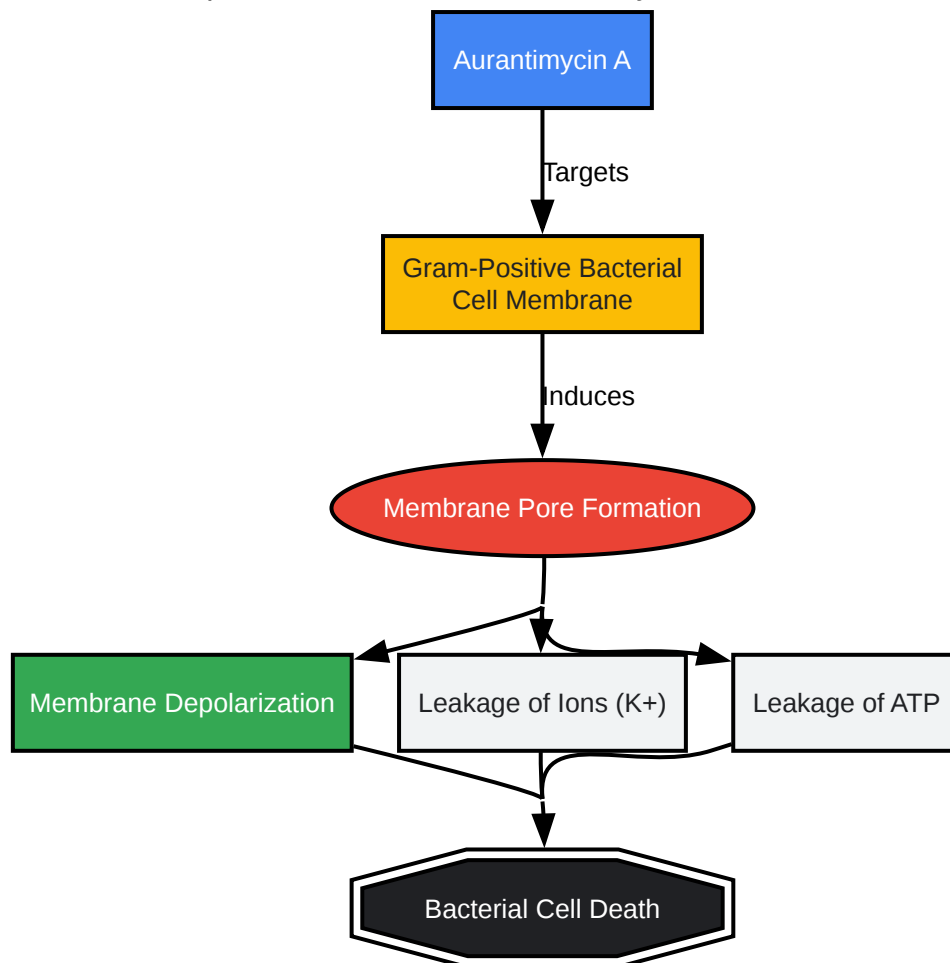 Aurantimycin A
Targets
Gram-Positive Bacterial
Cell Membrane
Induces
Membrane Pore Formation
Membrane Depolarization
Leakage of Ions (K+)
Leakage of ATP
Bacterial Cell Death